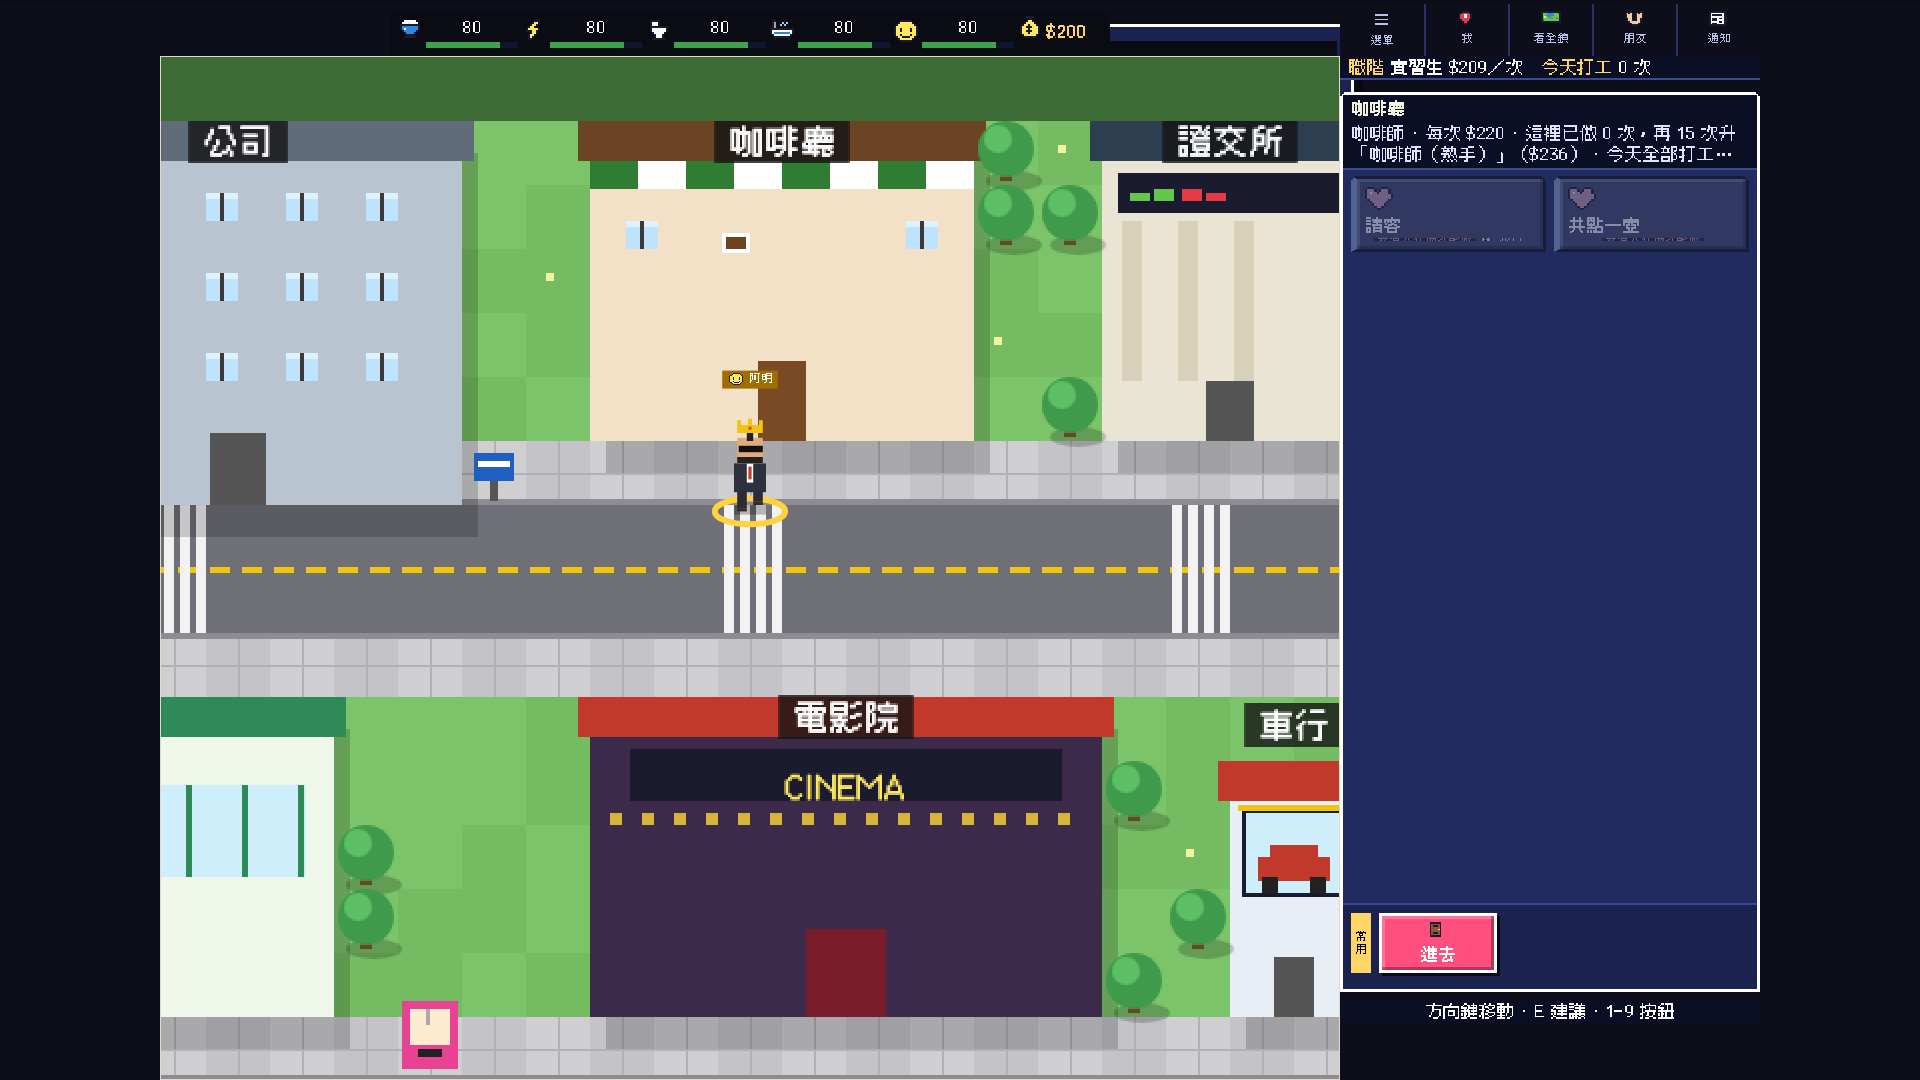 80
80
80
80
80
$200
選單
我
看全鎮
朋友
通知
職階 實習生 $209／次 今天打工 0 次
咖啡廳
咖啡師 · 每次 $220 · 這裡已做 0 次，再 15 次升
「咖啡師（熟手）」（$236） · 今天全部打工…
請客
共點一壺
公司
咖啡廳
證交所
阿明
電影院
CINEMA
車行
常用
進去
方向鍵移動 · E 建議 · 1-9 按鈕